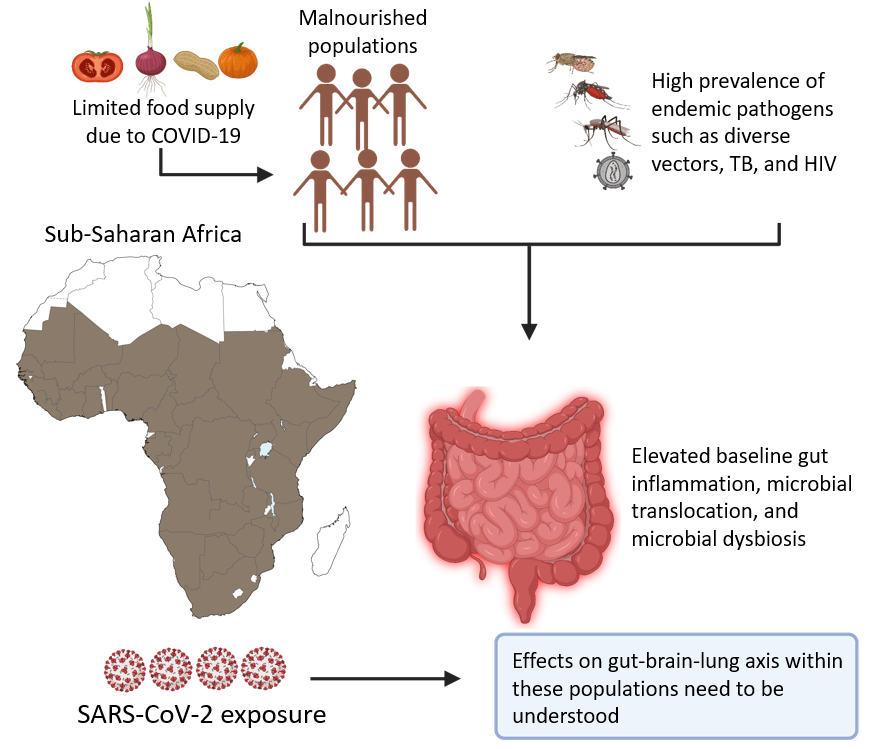 Limited food supply
due to COVID-19
Malnourished
populations
High prevalence of
endemic pathogens
such as diverse
vectors, TB, and HIV
Sub-Saharan Africa
Elevated baseline gut
inflammation, microbial
translocation, and
microbial dysbiosis
SARS-CoV-2 exposure
Effects on gut-brain-lung axis within
these populations need to be
understood